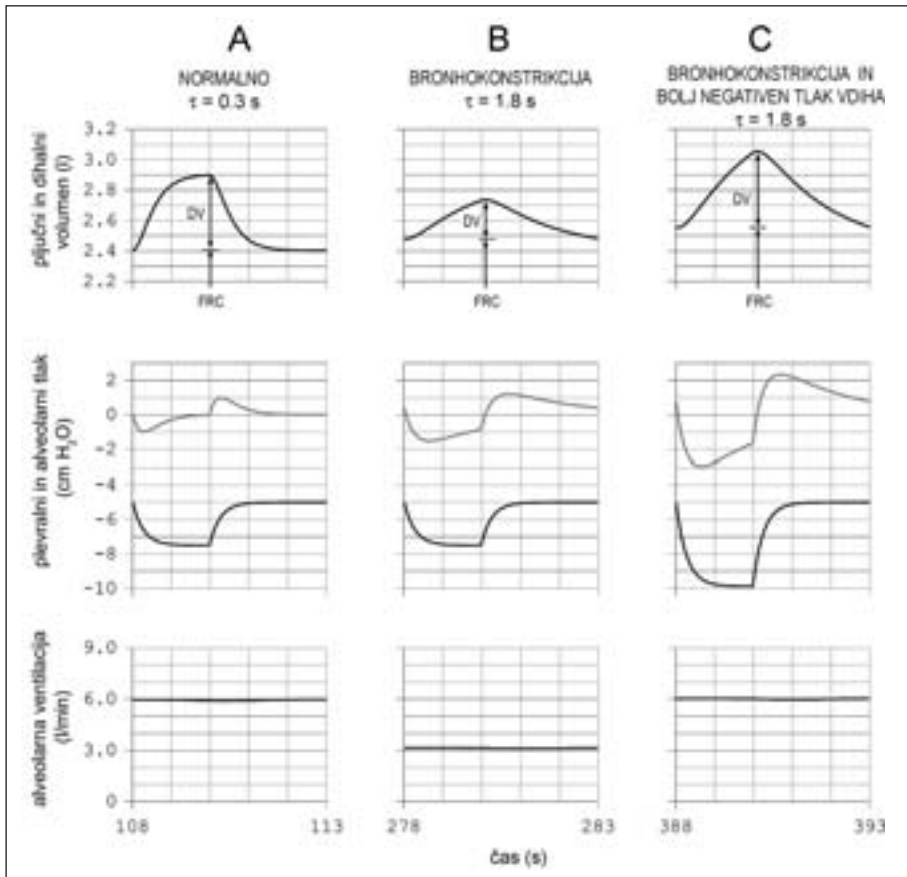 A
NORMALNO
τ = 0.3 s
B
BRONHOKONSTRIKCIJA
τ = 1.8 s
C
BRONHOKONSTRIKCIJA IN
BOLJ NEGATIVEN TLAK VDIHA
τ = 1.8 s
pljučni in dihalni
volumen (l)
3.2
3.0
2.8
2.6
2.4
2.2
DV
FRC
DV
FRC
DV
FRC
plevralni in alveolarni tlak
(cm H₂O)
2
0
-2
-4
-6
-8
-10
alveolarna ventilacija
(l/min)
9.0
6.0
3.0
0
108
113
278
283
388
393
čas (s)